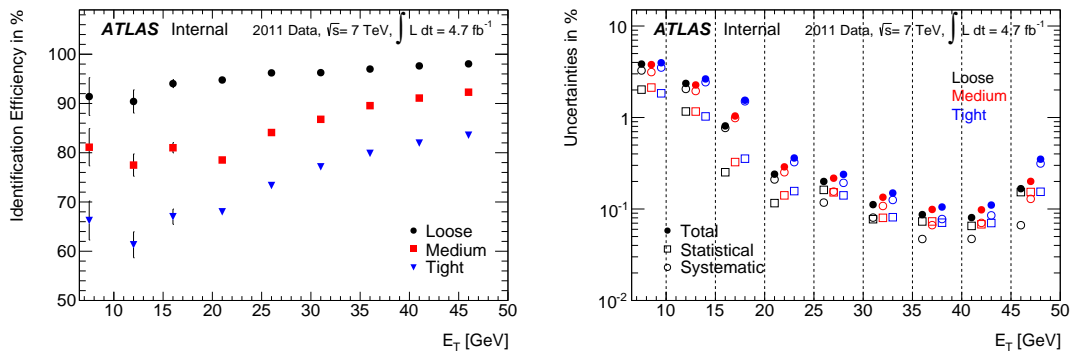 ATLAS Internal 2011 Data, √s= 7 TeV, ∫ L dt = 4.7 fb⁻¹
Identification Efficiency in %
100
90
80
70
60
50
Loose
Medium
Tight
10 15 20 25 30 35 40 45 50
E_T [GeV]
ATLAS Internal 2011 Data, √s= 7 TeV, ∫ L dt = 4.7 fb⁻¹
Uncertainties in %
10
1
10⁻¹
10⁻²
Loose
Medium
Tight
Total
Statistical
Systematic
10 15 20 25 30 35 40 45 50
E_T [GeV]